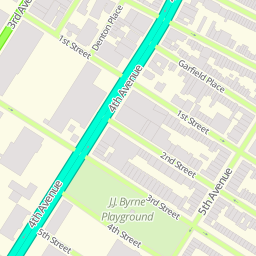 3rd Ave
Denton Place
1st Street
Garfield Place
4th Avenue
1st Street
2nd Street
4th Avenue
3rd Street
5th Avenue
J.J. Byrne
Playground
4th Street
5th Street